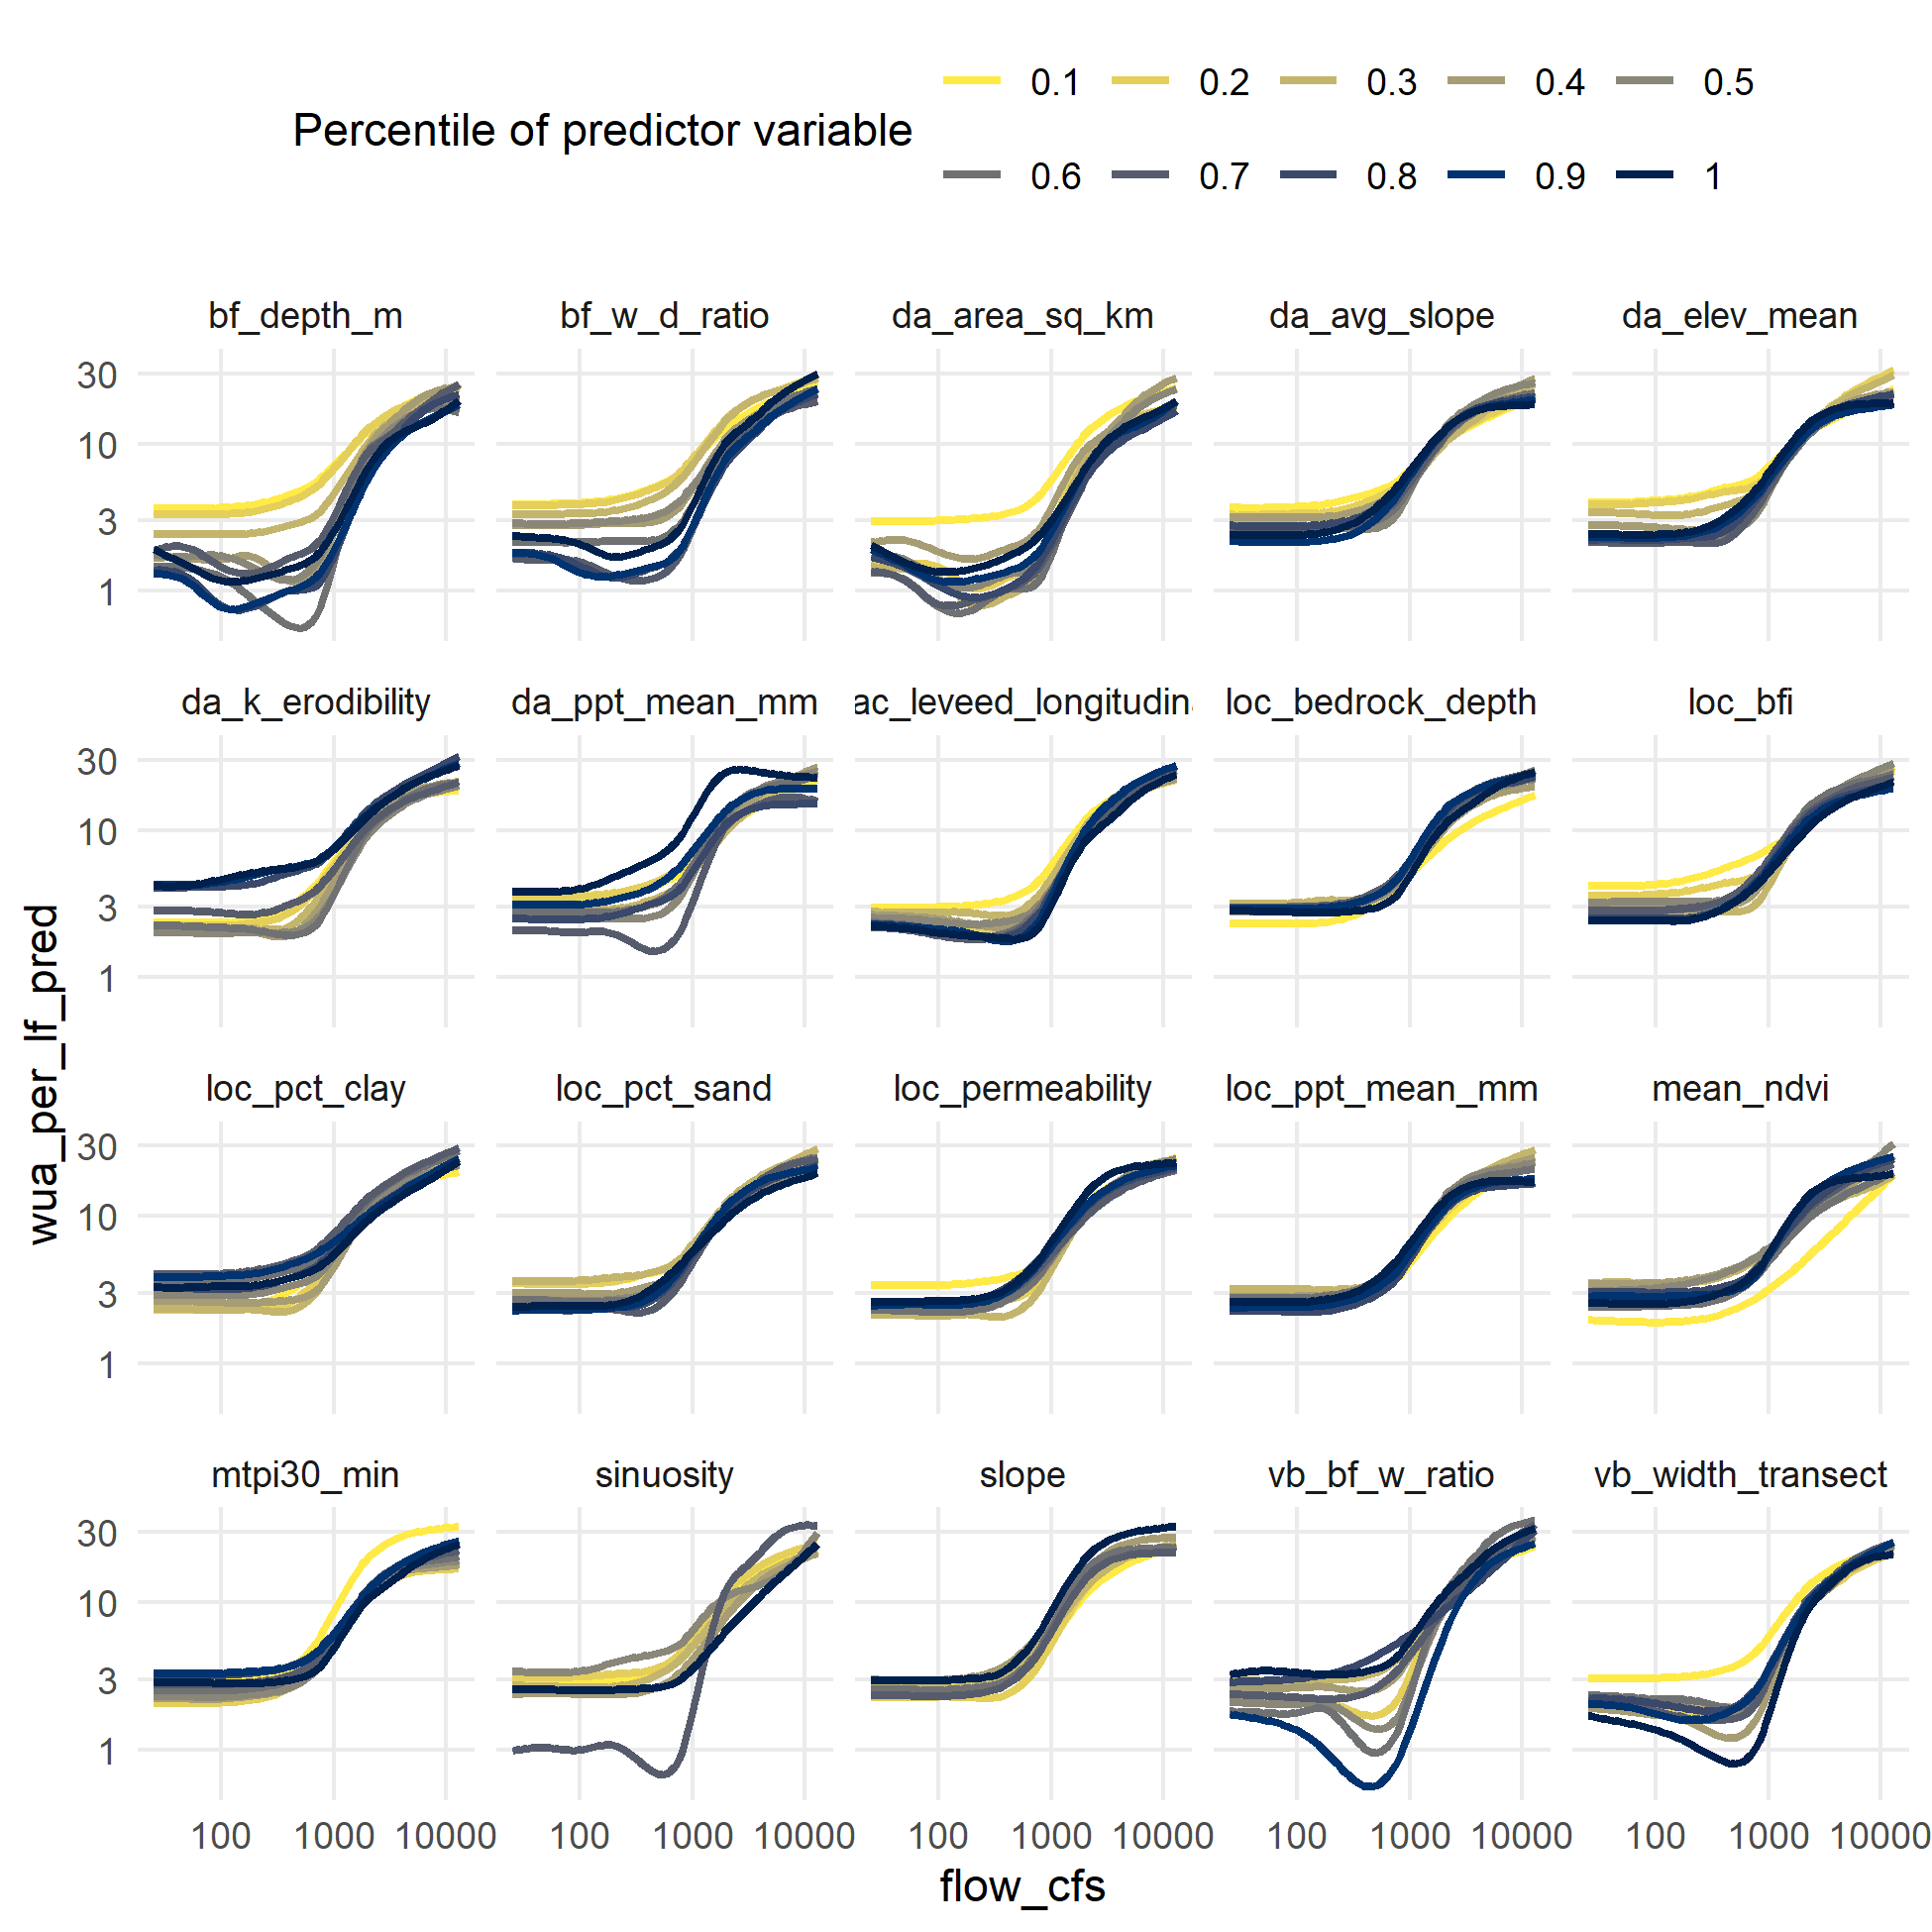 0.1 0.2 0.3 0.4 0.5
Percentile of predictor variable
0.6 0.7 0.8 0.9 1
bf_depth_m bf_w_d_ratio da_area_sq_km da_avg_slope da_elev_mean
30
10
3
1
da_k_erodibility da_ppt_mean_mm ac_leveed_longitudina loc_bedrock_depth loc_bfi
30
10
3
1
wua_per_lf_pred
loc_pct_clay loc_pct_sand loc_permeability loc_ppt_mean_mm mean_ndvi
30
10
3
1
mtpi30_min sinuosity slope vb_bf_w_ratio vb_width_transect
30
10
3
1
100 1000 10000 100 1000 10000 100 1000 10000 100 1000 10000 100 1000 10000
flow_cfs